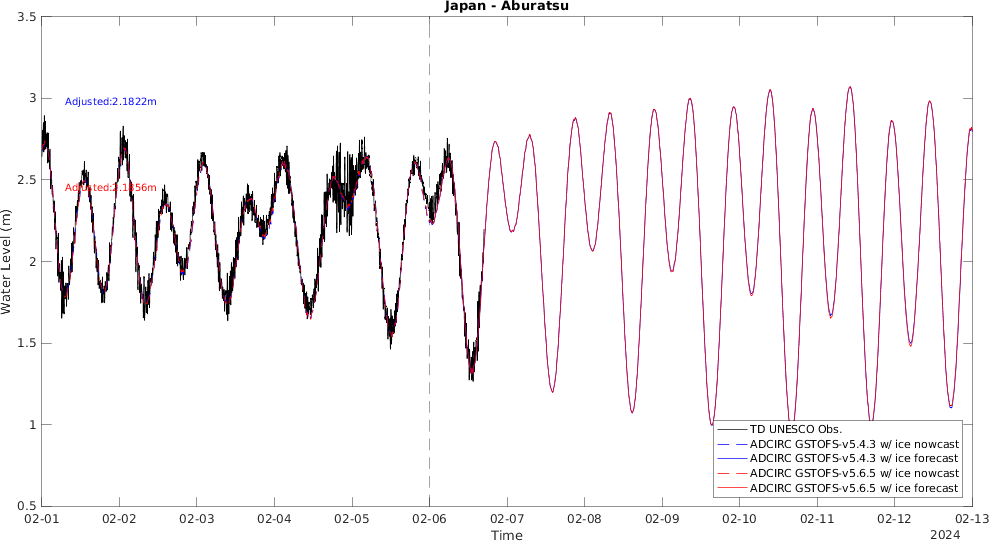 Japan - Aburatsu
3.5
3
2.5
2
1.5
1
0.5
Water Level (m)
Adjusted:2.1822m
Adjusted:2.1856m
TD UNESCO Obs.
ADCIRC GSTOFS-v5.4.3 w/ ice nowcast
ADCIRC GSTOFS-v5.4.3 w/ ice forecast
ADCIRC GSTOFS-v5.6.5 w/ ice nowcast
ADCIRC GSTOFS-v5.6.5 w/ ice forecast
02-01 02-02 02-03 02-04 02-05 02-06 02-07 02-08 02-09 02-10 02-11 02-12 02-13
Time
2024